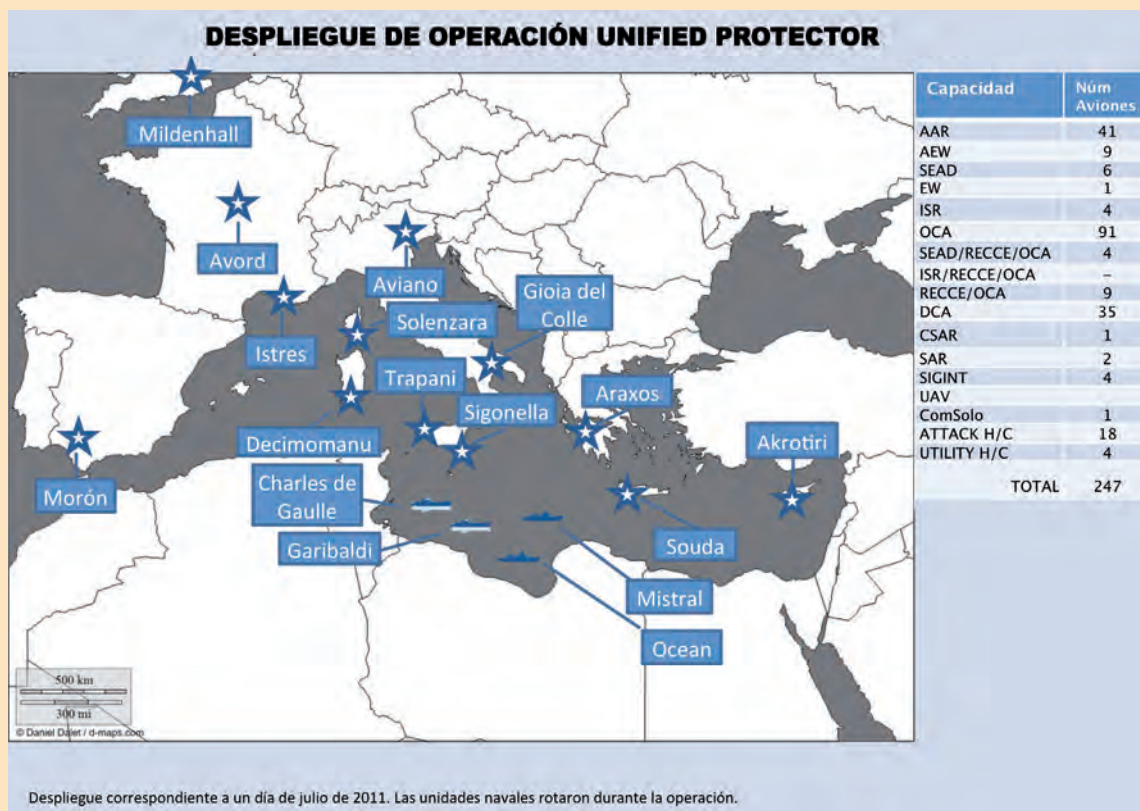 DESPLIEGUE DE OPERACIÓN UNIFIED PROTECTOR
Mildenhall
Avord
Aviano
Istres
Solenzara
Gioia del
Colle
Trapani
Sigonella
Araxos
Decimomanu
Akrotiri
Morón
Charles de
Gaulle
Garibaldi
Souda
Mistral
Ocean
500 km
300 mi
© Daniel Dalet / d-maps.com
Capacidad Núm Aviones
AAR 41
AEW 9
SEAD 6
EW 1
ISR 4
OCA 91
SEAD/RECCE/OCA 4
ISR/RECCE/OCA –
RECCE/OCA 9
DCA 35
CSAR 1
SAR 2
SIGINT 4
UAV
ComSolo 1
ATTACK H/C 18
UTILITY H/C 4
TOTAL 247
Despliegue correspondiente a un día de julio de 2011. Las unidades navales rotaron durante la operación.